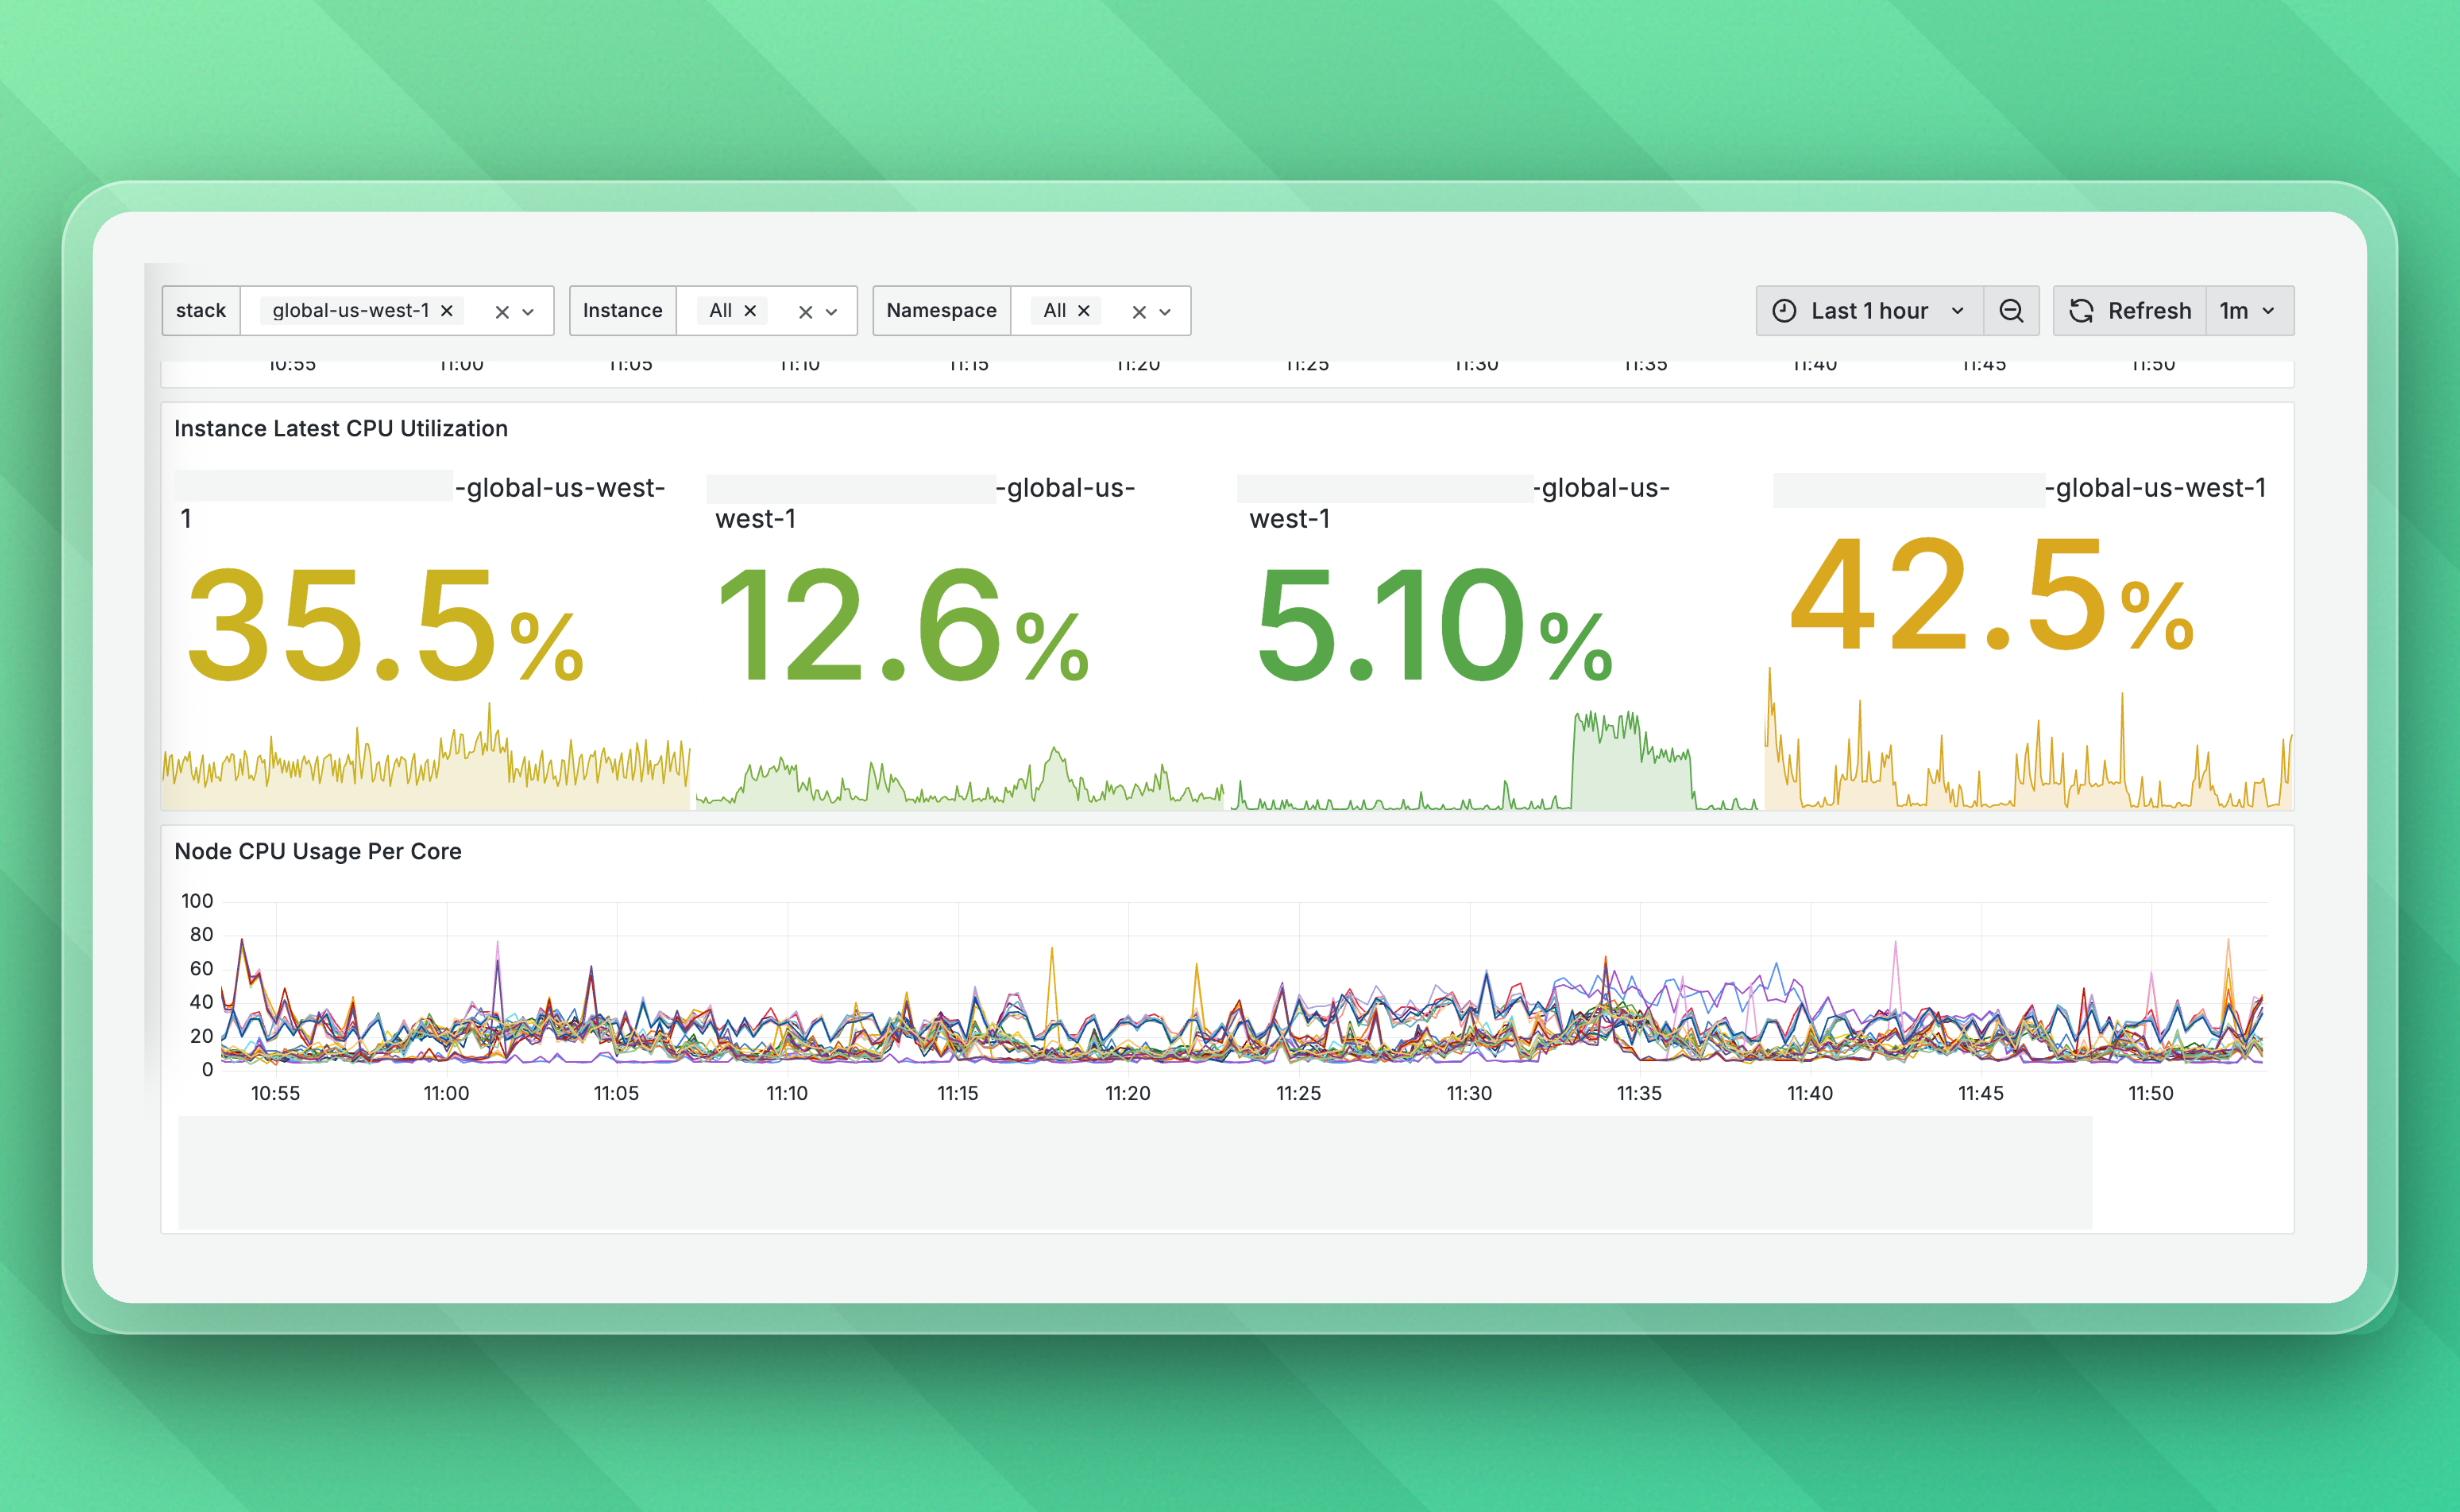 stack global-us-west-1 Instance All Namespace All Last 1 hour Refresh 1m
10:55 11:00 11:05 11:10 11:15 11:20 11:25 11:30 11:35 11:40 11:45 11:50
Instance Latest CPU Utilization
-global-us-west-
1
35.5%
-global-us-
west-1
12.6%
-global-us-
west-1
5.10%
-global-us-west-1
42.5%
Node CPU Usage Per Core
100
80
60
40
20
0
10:55 11:00 11:05 11:10 11:15 11:20 11:25 11:30 11:35 11:40 11:45 11:50